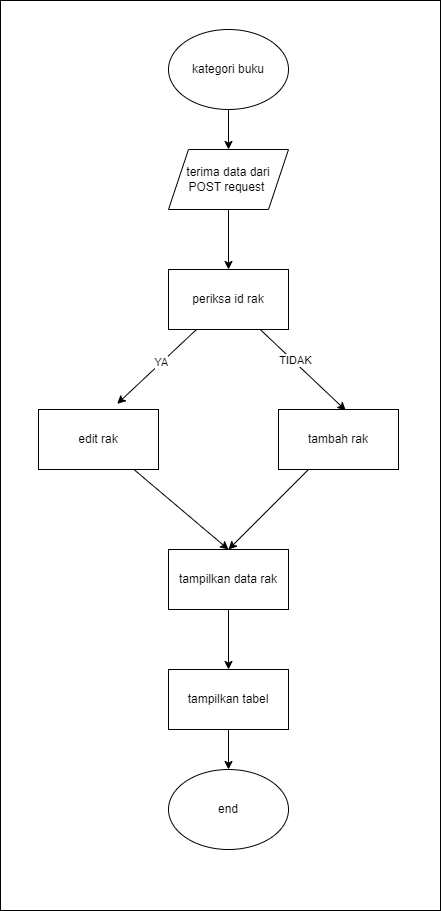 kategori buku
terima data dari
POST request
periksa id rak
YA
TIDAK
edit rak
tambah rak
tampilkan data rak
tampilkan tabel
end